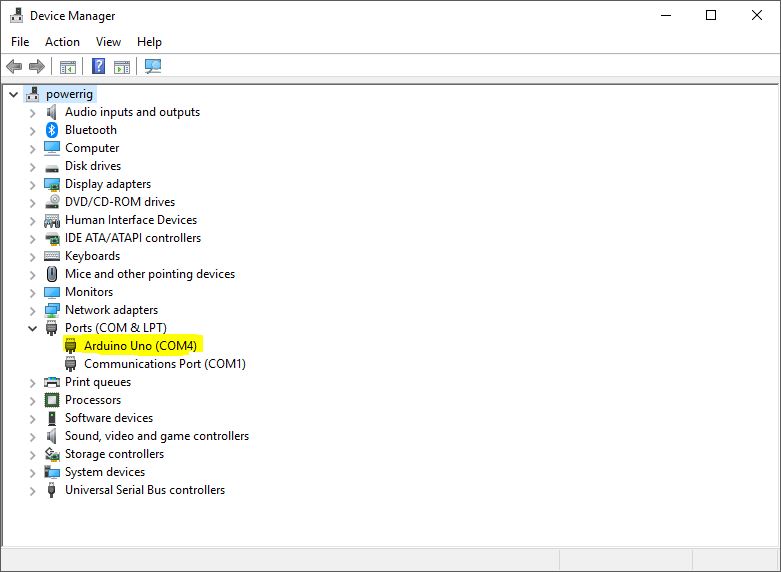 Device Manager
File Action View Help
powerrig
Audio inputs and outputs
Bluetooth
Computer
Disk drives
Display adapters
DVD/CD-ROM drives
Human Interface Devices
IDE ATA/ATAPI controllers
Keyboards
Mice and other pointing devices
Monitors
Network adapters
Ports (COM & LPT)
Arduino Uno (COM4)
Communications Port (COM1)
Print queues
Processors
Software devices
Sound, video and game controllers
Storage controllers
System devices
Universal Serial Bus controllers